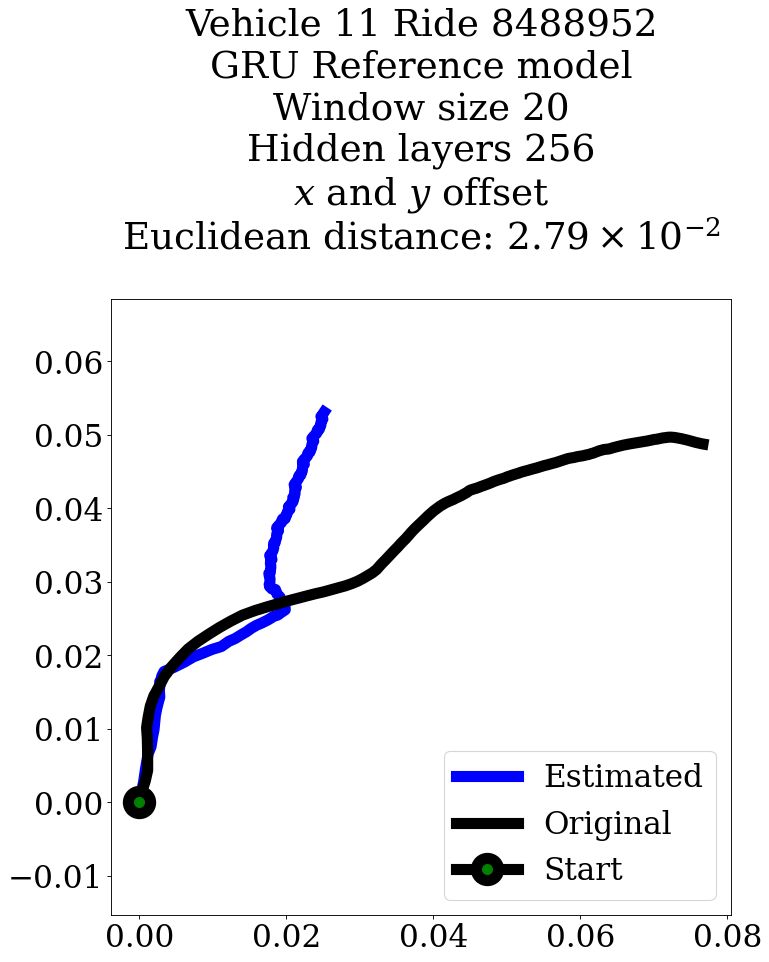 Vehicle 11 Ride 8488952
GRU Reference model
Window size 20
Hidden layers 256
x and y offset
Euclidean distance: 2.79 × 10⁻²
0.06
0.05
0.04
0.03
0.02
0.01
0.00
−0.01
Estimated
Original
Start
0.00 0.02 0.04 0.06 0.08